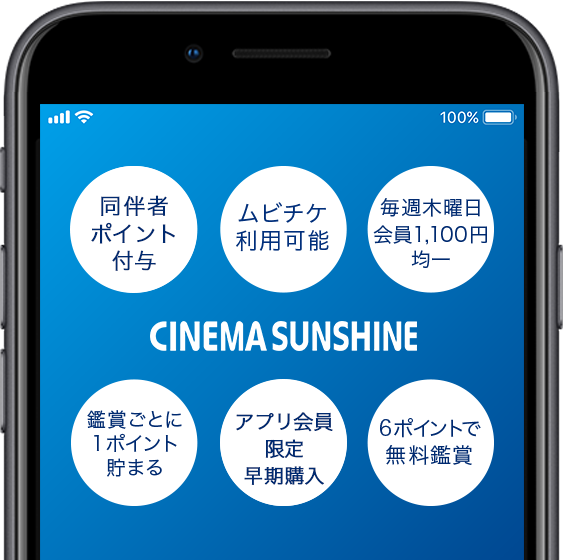 100%
同伴者
ポイント
付与
ムビチケ
利用可能
毎週木曜日
会員1,100円
均一
CINEMA SUNSHINE
鑑賞ごとに
1ポイント
貯まる
アプリ会員
限定
早期購入
6ポイントで
無料鑑賞